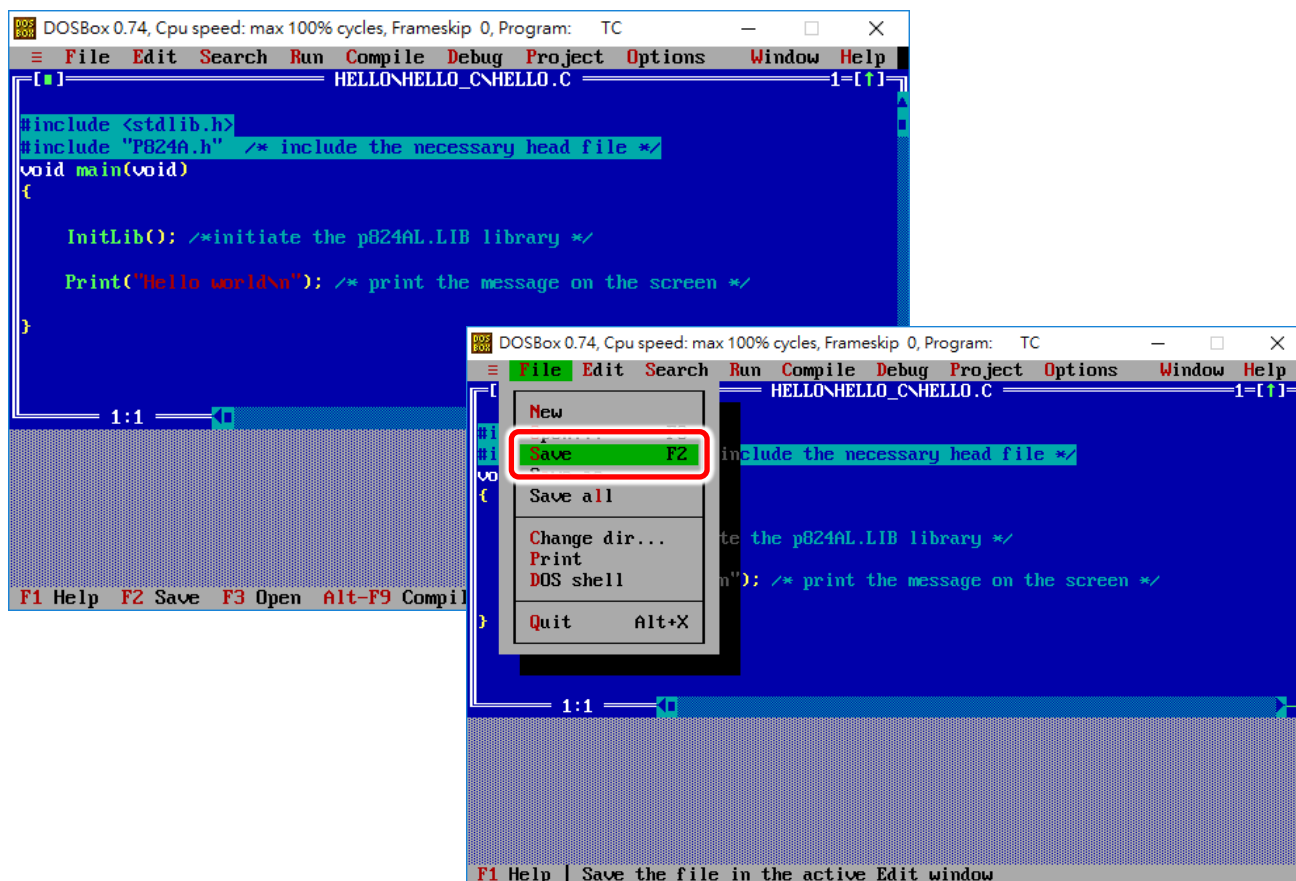 DOSBox 0.74, Cpu speed: max 100% cycles, Frameskip 0, Program: TC
≡ File Edit Search Run Compile Debug Project Options Window Help
[■] HELLO\HELLO_C\HELLO.C 1=[↑]
#include <stdlib.h>
#include "P824A.h" /* include the necessary head file */
void main(void)
{
InitLib(); /*initiate the p824AL.LIB library */
Print("Hello world\n"); /* print the message on the screen */
}
1:1
F1 Help F2 Save F3 Open Alt-F9 Compil
DOSBox 0.74, Cpu speed: max 100% cycles, Frameskip 0, Program: TC
≡ File Edit Search Run Compile Debug Project Options Window Help
[ HELLO\HELLO_C\HELLO.C 1=[↑]
New
#i
Save F2
#i include the necessary head file */
vo
{
Save all
Change dir...
te the p824AL.LIB library */
Print
DOS shell
n"); /* print the message on the screen */
Quit Alt+X
}
1:1
F1 Help | Save the file in the active Edit window